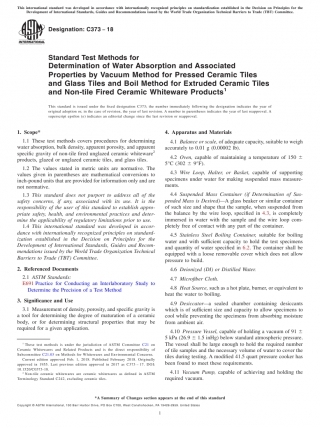 This international standard was developed in accordance with internationally recognized principles on standardization established in the Decision on Principles for the
Development of International Standards, Guides and Recommendations issued by the World Trade Organization Technical Barriers to Trade (TBT) Committee.
Designation: C373 – 18
INTERNATIONAL
Standard Test Methods for
Determination of Water Absorption and Associated
Properties by Vacuum Method for Pressed Ceramic Tiles
and Glass Tiles and Boil Method for Extruded Ceramic Tiles
and Non-tile Fired Ceramic Whiteware Products¹
This standard is issued under the fixed designation C373; the number immediately following the designation indicates the year of
original adoption or, in the case of revision, the year of last revision. A number in parentheses indicates the year of last reapproval. A
superscript epsilon (ε) indicates an editorial change since the last revision or reapproval.
1. Scope*
1.1 These test methods covers procedures for determining
water absorption, bulk density, apparent porosity, and apparent
specific gravity of non-tile fired unglazed ceramic whiteware²
products, glazed or unglazed ceramic tiles, and glass tiles.
1.2 The values stated in metric units are normative. The
values given in parentheses are mathematical conversions to
inch-pound units that are provided for information only and are
not normative.
1.3 This standard does not purport to address all of the
safety concerns, if any, associated with its use. It is the
responsibility of the user of this standard to establish appro-
priate safety, health, and environmental practices and deter-
mine the applicability of regulatory limitations prior to use.
1.4 This international standard was developed in accor-
dance with internationally recognized principles on standard-
ization established in the Decision on Principles for the
Development of International Standards, Guides and Recom-
mendations issued by the World Trade Organization Technical
Barriers to Trade (TBT) Committee.
2. Referenced Documents
2.1 ASTM Standards:
E691 Practice for Conducting an Interlaboratory Study to
Determine the Precision of a Test Method
3. Significance and Use
3.1 Measurement of density, porosity, and specific gravity is
a tool for determining the degree of maturation of a ceramic
body, or for determining structural properties that may be
required for a given application.
¹ These test methods are under the jurisdiction of ASTM Committee C21 on
Ceramic Whitewares and Related Products and is the direct responsibility of
Subcommittee C21.03 on Methods for Whitewares and Environmental Concerns.
Current edition approved Feb. 1, 2018. Published February 2018. Originally
approved in 1955. Last previous edition approved in 2017 as C373 – 17. DOI:
10.1520/C0373-18.
² Non-tile ceramic whitewares are ceramic whitewares as defined in ASTM
Terminology Standard C242, excluding ceramic tiles.
4. Apparatus and Materials
4.1 Balance or scale, of adequate capacity, suitable to weigh
accurately to 0.01 g (0.00002 lb).
4.2 Oven, capable of maintaining a temperature of 150 ±
5°C (302 ± 9°F).
4.3 Wire Loop, Halter, or Basket, capable of supporting
specimens under water for making suspended mass measure-
ments.
4.4 Suspended Mass Container (if Determination of Sus-
pended Mass is Desired)—A glass beaker or similar container
of such size and shape that the sample, when suspended from
the balance by the wire loop, specified in 4.3, is completely
immersed in water with the sample and the wire loop com-
pletely free of contact with any part of the container.
4.5 Stainless Steel Boiling Container, suitable for boiling
water and with sufficient capacity to hold the test specimens
and quantity of water specified in 6.2. The container shall be
equipped with a loose removable cover which does not allow
pressure to build.
4.6 Deionized (DI) or Distilled Water.
4.7 Microfiber Cloth.
4.8 Heat Source, such as a hot plate, burner, or equivalent to
heat the water to boiling.
4.9 Desiccator—a sealed chamber containing desiccants
which is of sufficient size and capacity to allow specimens to
cool while preventing the specimens from absorbing moisture
from ambient air.
4.10 Pressure Vessel, capable of holding a vacuum of 91 ±
5 kPa (26.9 ± 1.5 inHg) below standard atmospheric pressure.
The vessel shall be large enough to hold the required number
of tile samples and the necessary volume of water to cover the
tiles during testing. A modified 41.5 quart pressure cooker has
been found to meet these requirements.
4.11 Vacuum Pump, capable of achieving and holding the
required vacuum.
*A Summary of Changes section appears at the end of this standard
Copyright © ASTM International, 100 Barr Harbor Drive, PO Box C700, West Conshohocken, PA 19428-2959. United States
1